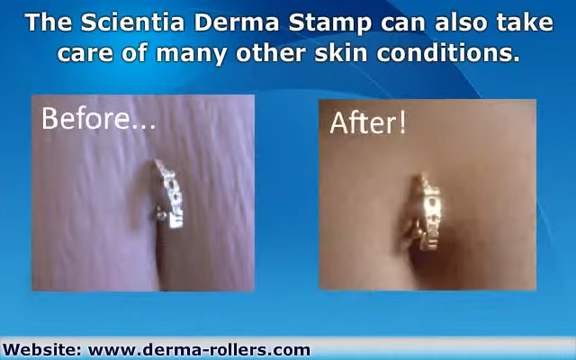 The Scientia Derma Stamp can also take
care of many other skin conditions.
Before...
After!
Website: www.derma-rollers.com